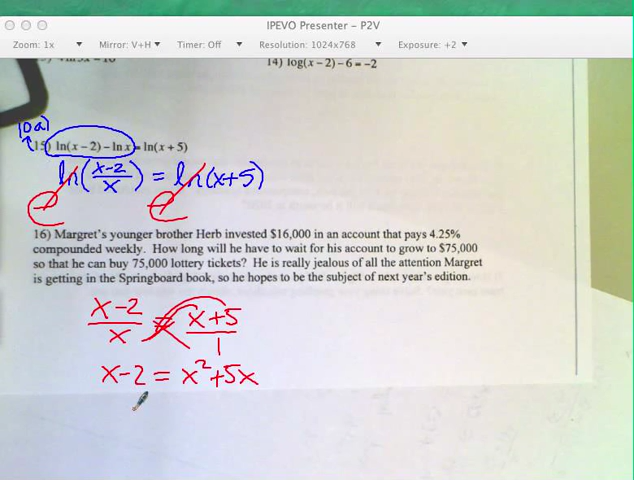 IPEVO Presenter - P2V
Zoom: 1x Mirror: V+H Timer: Off Resolution: 1024x768 Exposure: +2
14) log(x – 2) – 6 = –2
10a)
15) ln(x – 2) – ln x = ln(x + 5)
ln(x-2/x) = ln(x+5)
e e
16) Margret's younger brother Herb invested $16,000 in an account that pays 4.25%
compounded weekly. How long will he have to wait for his account to grow to $75,000
so that he can buy 75,000 lottery tickets? He is really jealous of all the attention Margret
is getting in the Springboard book, so he hopes to be the subject of next year's edition.
x-2/x = x+5/1
x-2 = x²+5x